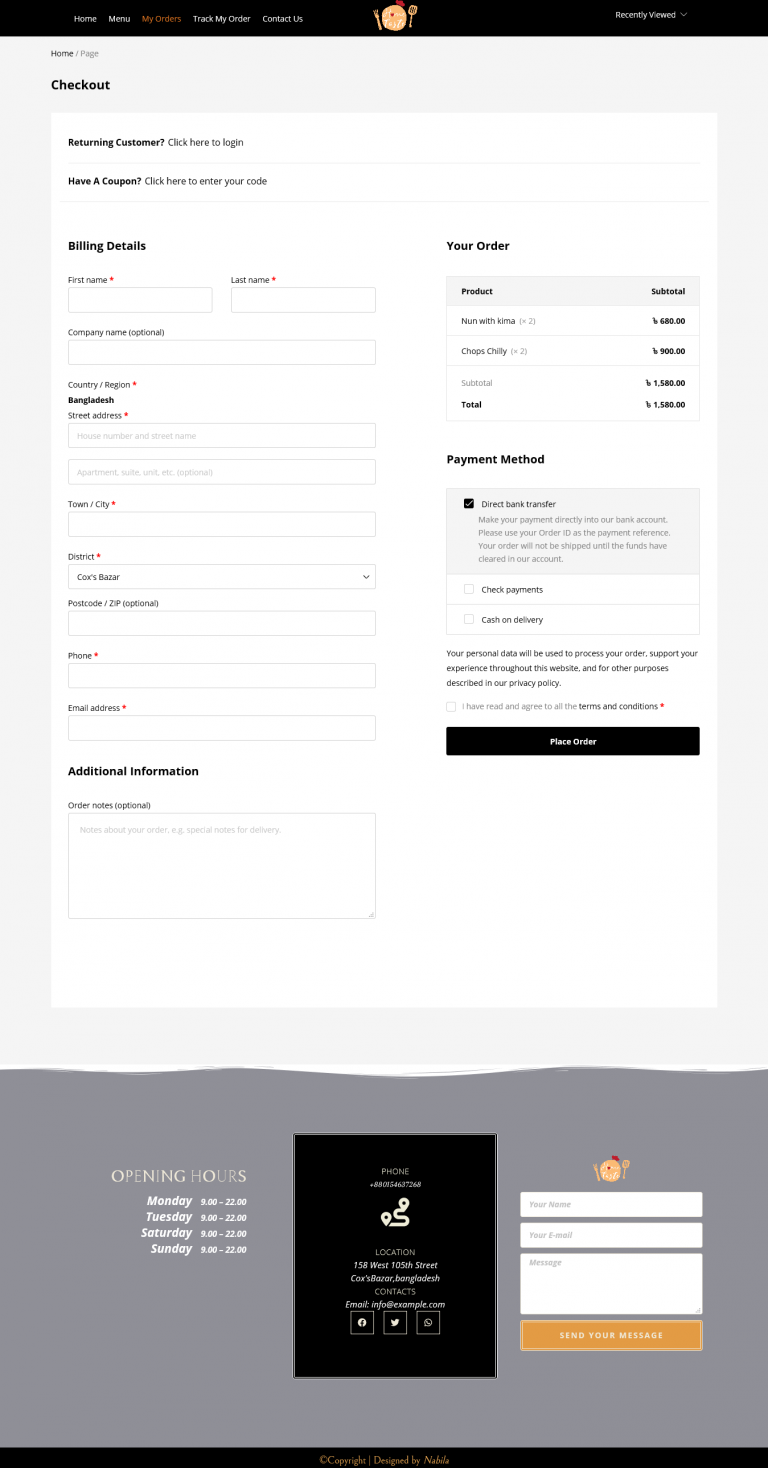 Home Menu My Orders Track My Order Contact Us
Recently Viewed
Home / Page
Checkout
Returning Customer? Click here to login
Have A Coupon? Click here to enter your code
Billing Details
First name *
Last name *
Company name (optional)
Country / Region *
Bangladesh
Street address *
House number and street name
Apartment, suite, unit, etc. (optional)
Town / City *
District *
Cox's Bazar
Postcode / ZIP (optional)
Phone *
Email address *
Additional Information
Order notes (optional)
Notes about your order, e.g. special notes for delivery.
Your Order
Product Subtotal
Nun with kima (× 2) ৳ 680.00
Chops Chilly (× 2) ৳ 900.00
Subtotal ৳ 1,580.00
Total ৳ 1,580.00
Payment Method
Direct bank transfer
Make your payment directly into our bank account.
Please use your Order ID as the payment reference.
Your order will not be shipped until the funds have
cleared in our account.
Check payments
Cash on delivery
Your personal data will be used to process your order, support your
experience throughout this website, and for other purposes
described in our privacy policy.
I have read and agree to all the terms and conditions *
Place Order
OPENING HOURS
Monday 9.00 – 22.00
Tuesday 9.00 – 22.00
Saturday 9.00 – 22.00
Sunday 9.00 – 22.00
PHONE
+880154637268
LOCATION
158 West 105th Street
Cox'sBazar,bangladesh
CONTACTS
Email: info@example.com
Your Name
Your E-mail
Message
SEND YOUR MESSAGE
©Copyright | Designed by Nabila